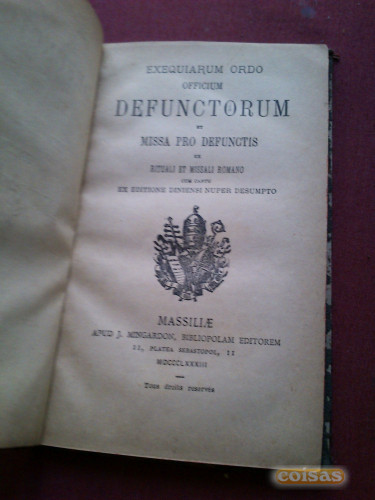 EXEQUIARUM ORDO
OFFICIUM
DEFUNCTORUM
ET
MISSA PRO DEFUNCTIS
EX
RITUALI ET MISSALI ROMANO
CUM CANTU
EX EDITIONE DINIENSI NUPER DESUMPTO
MASSILIÆ
APUD J. MINGARDON, BIBLIOPOLAM EDITOREM
11, PLATEA SEBASTOPOL, 11
MDCCCLXXXIII
Tous droits réservés
coisas